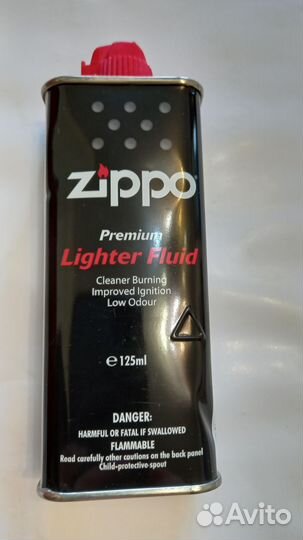 zippo
Premium
Lighter Fluid
Cleaner Burning
Improved Ignition
Low Odour
℮125ml
DANGER:
HARMFUL OR FATAL IF SWALLOWED
FLAMMABLE
Read carefully other cautions on the back panel
Child-protective-spout
Avito